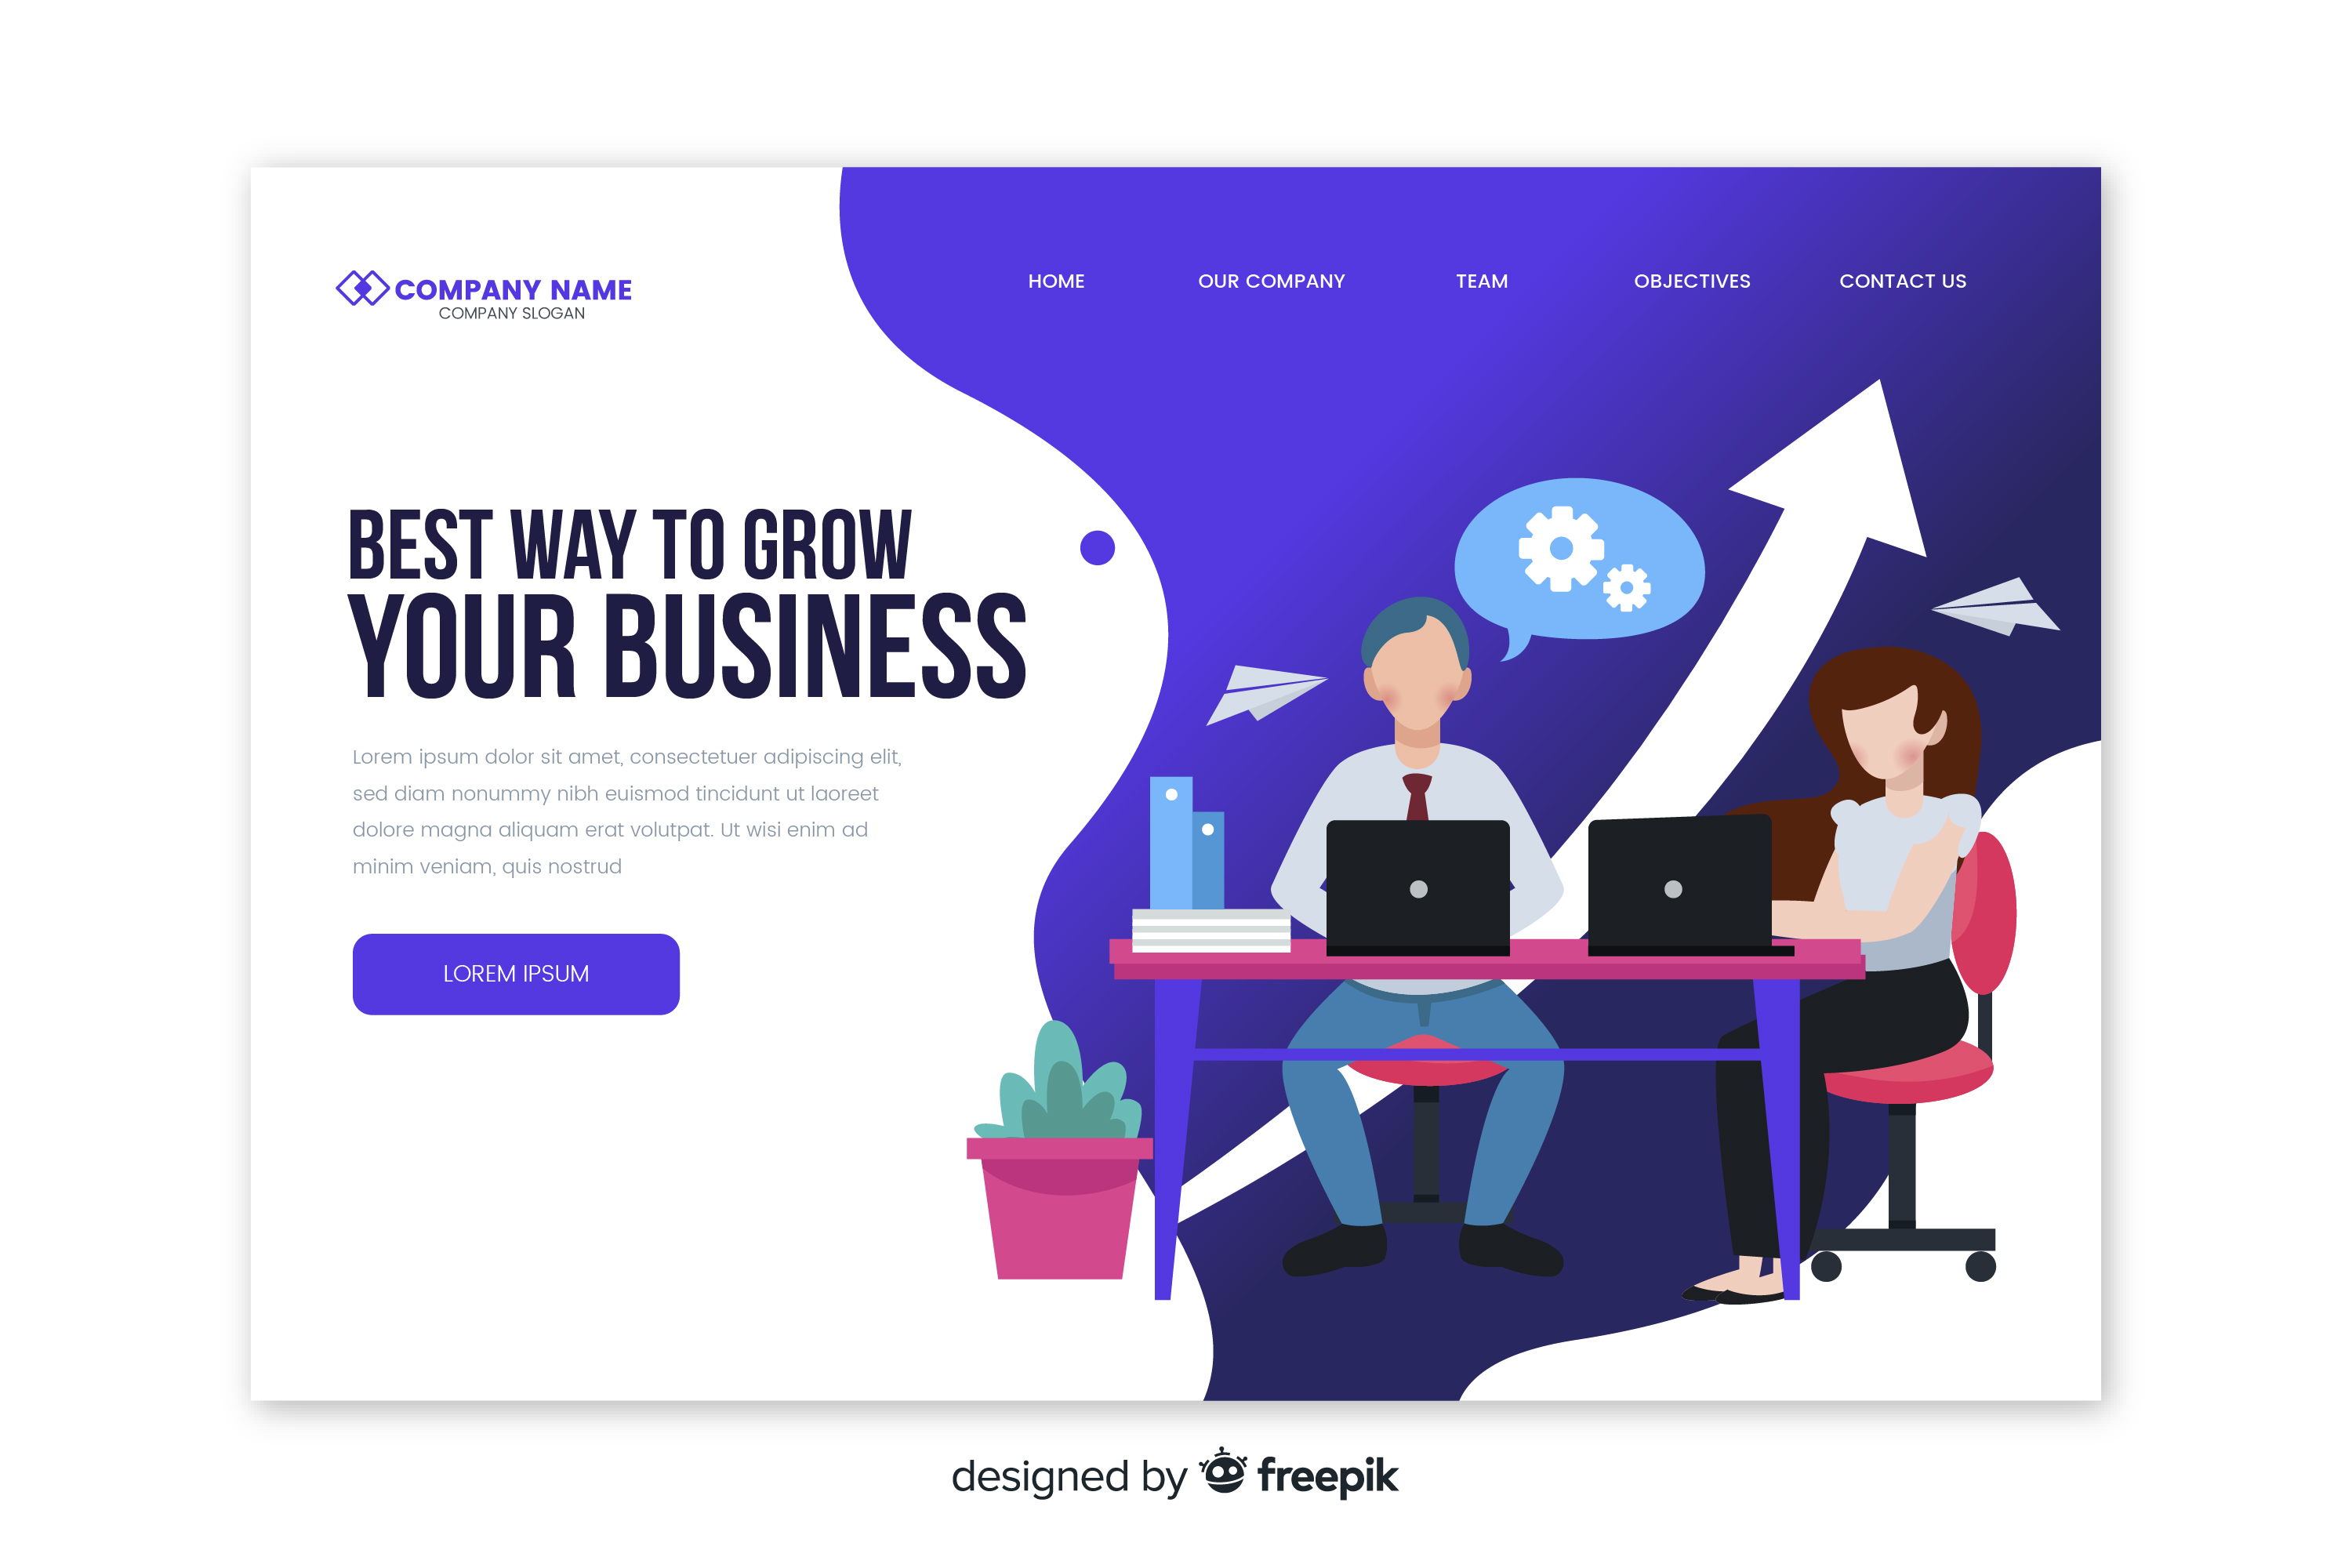 COMPANY NAME
COMPANY SLOGAN
HOME OUR COMPANY TEAM OBJECTIVES CONTACT US
BEST WAY TO GROW
YOUR BUSINESS
Lorem ipsum dolor sit amet, consectetuer adipiscing elit,
sed diam nonummy nibh euismod tincidunt ut laoreet
dolore magna aliquam erat volutpat. Ut wisi enim ad
minim veniam, quis nostrud
LOREM IPSUM
designed by freepik